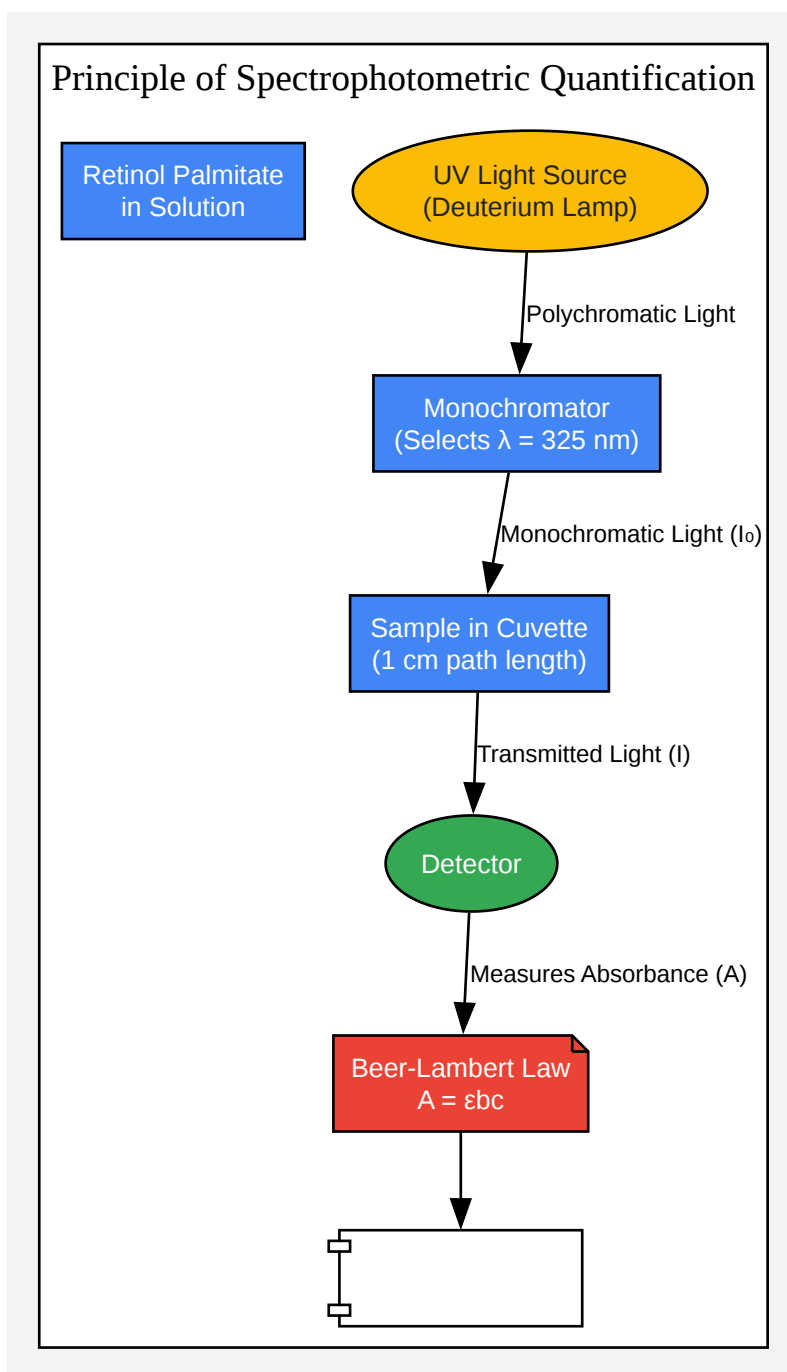 Principle of Spectrophotometric Quantification
Retinol Palmitate
in Solution
UV Light Source
(Deuterium Lamp)
Polychromatic Light
Monochromator
(Selects λ = 325 nm)
Monochromatic Light (I₀)
Sample in Cuvette
(1 cm path length)
Transmitted Light (I)
Detector
Measures Absorbance (A)
Beer-Lambert Law
A = εbc